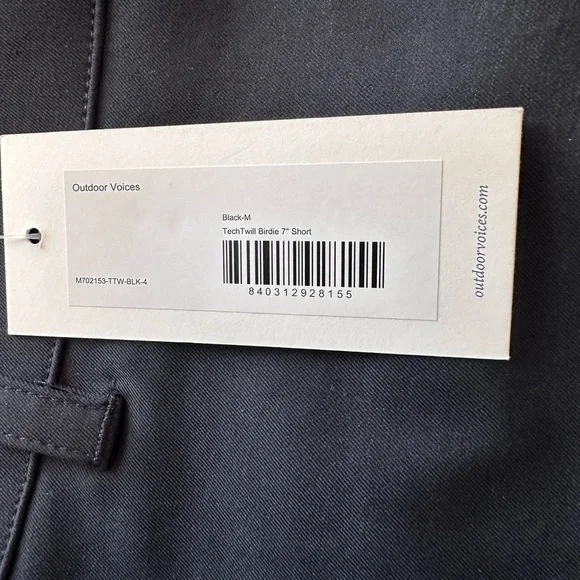 Outdoor Voices
Black-M
TechTwill Birdie 7" Short
M702153-TTW-BLK-4
840312928155
outdoorvoices.com